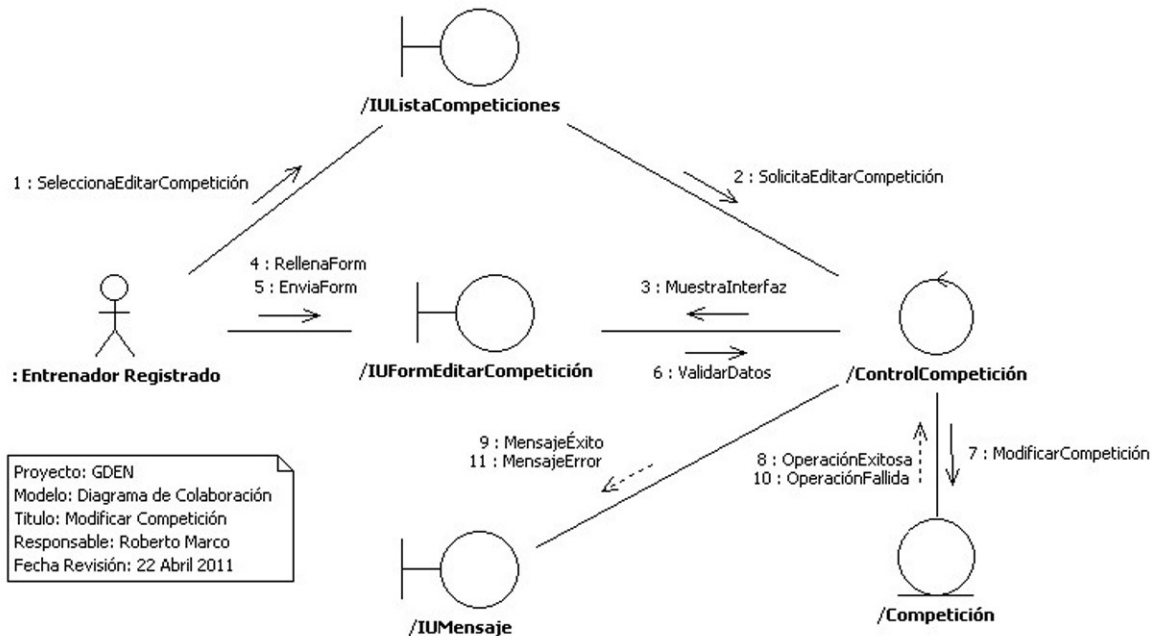 /IUListaCompeticiones
1 : SeleccionaEditarCompetición
2 : SolicitaEditarCompetición
4 : RellenaForm
5 : EnviaForm
3 : MuestraInterfaz
: Entrenador Registrado
/IUFormEditarCompetición
6 : ValidarDatos
/ControlCompetición
9 : MensajeÉxito
11 : MensajeError
8 : OperaciónExitosa
10 : OperaciónFallida
7 : ModificarCompetición
Proyecto: GDEN
Modelo: Diagrama de Colaboración
Titulo: Modificar Competición
Responsable: Roberto Marco
Fecha Revisión: 22 Abril 2011
/IUMensaje
/Competición